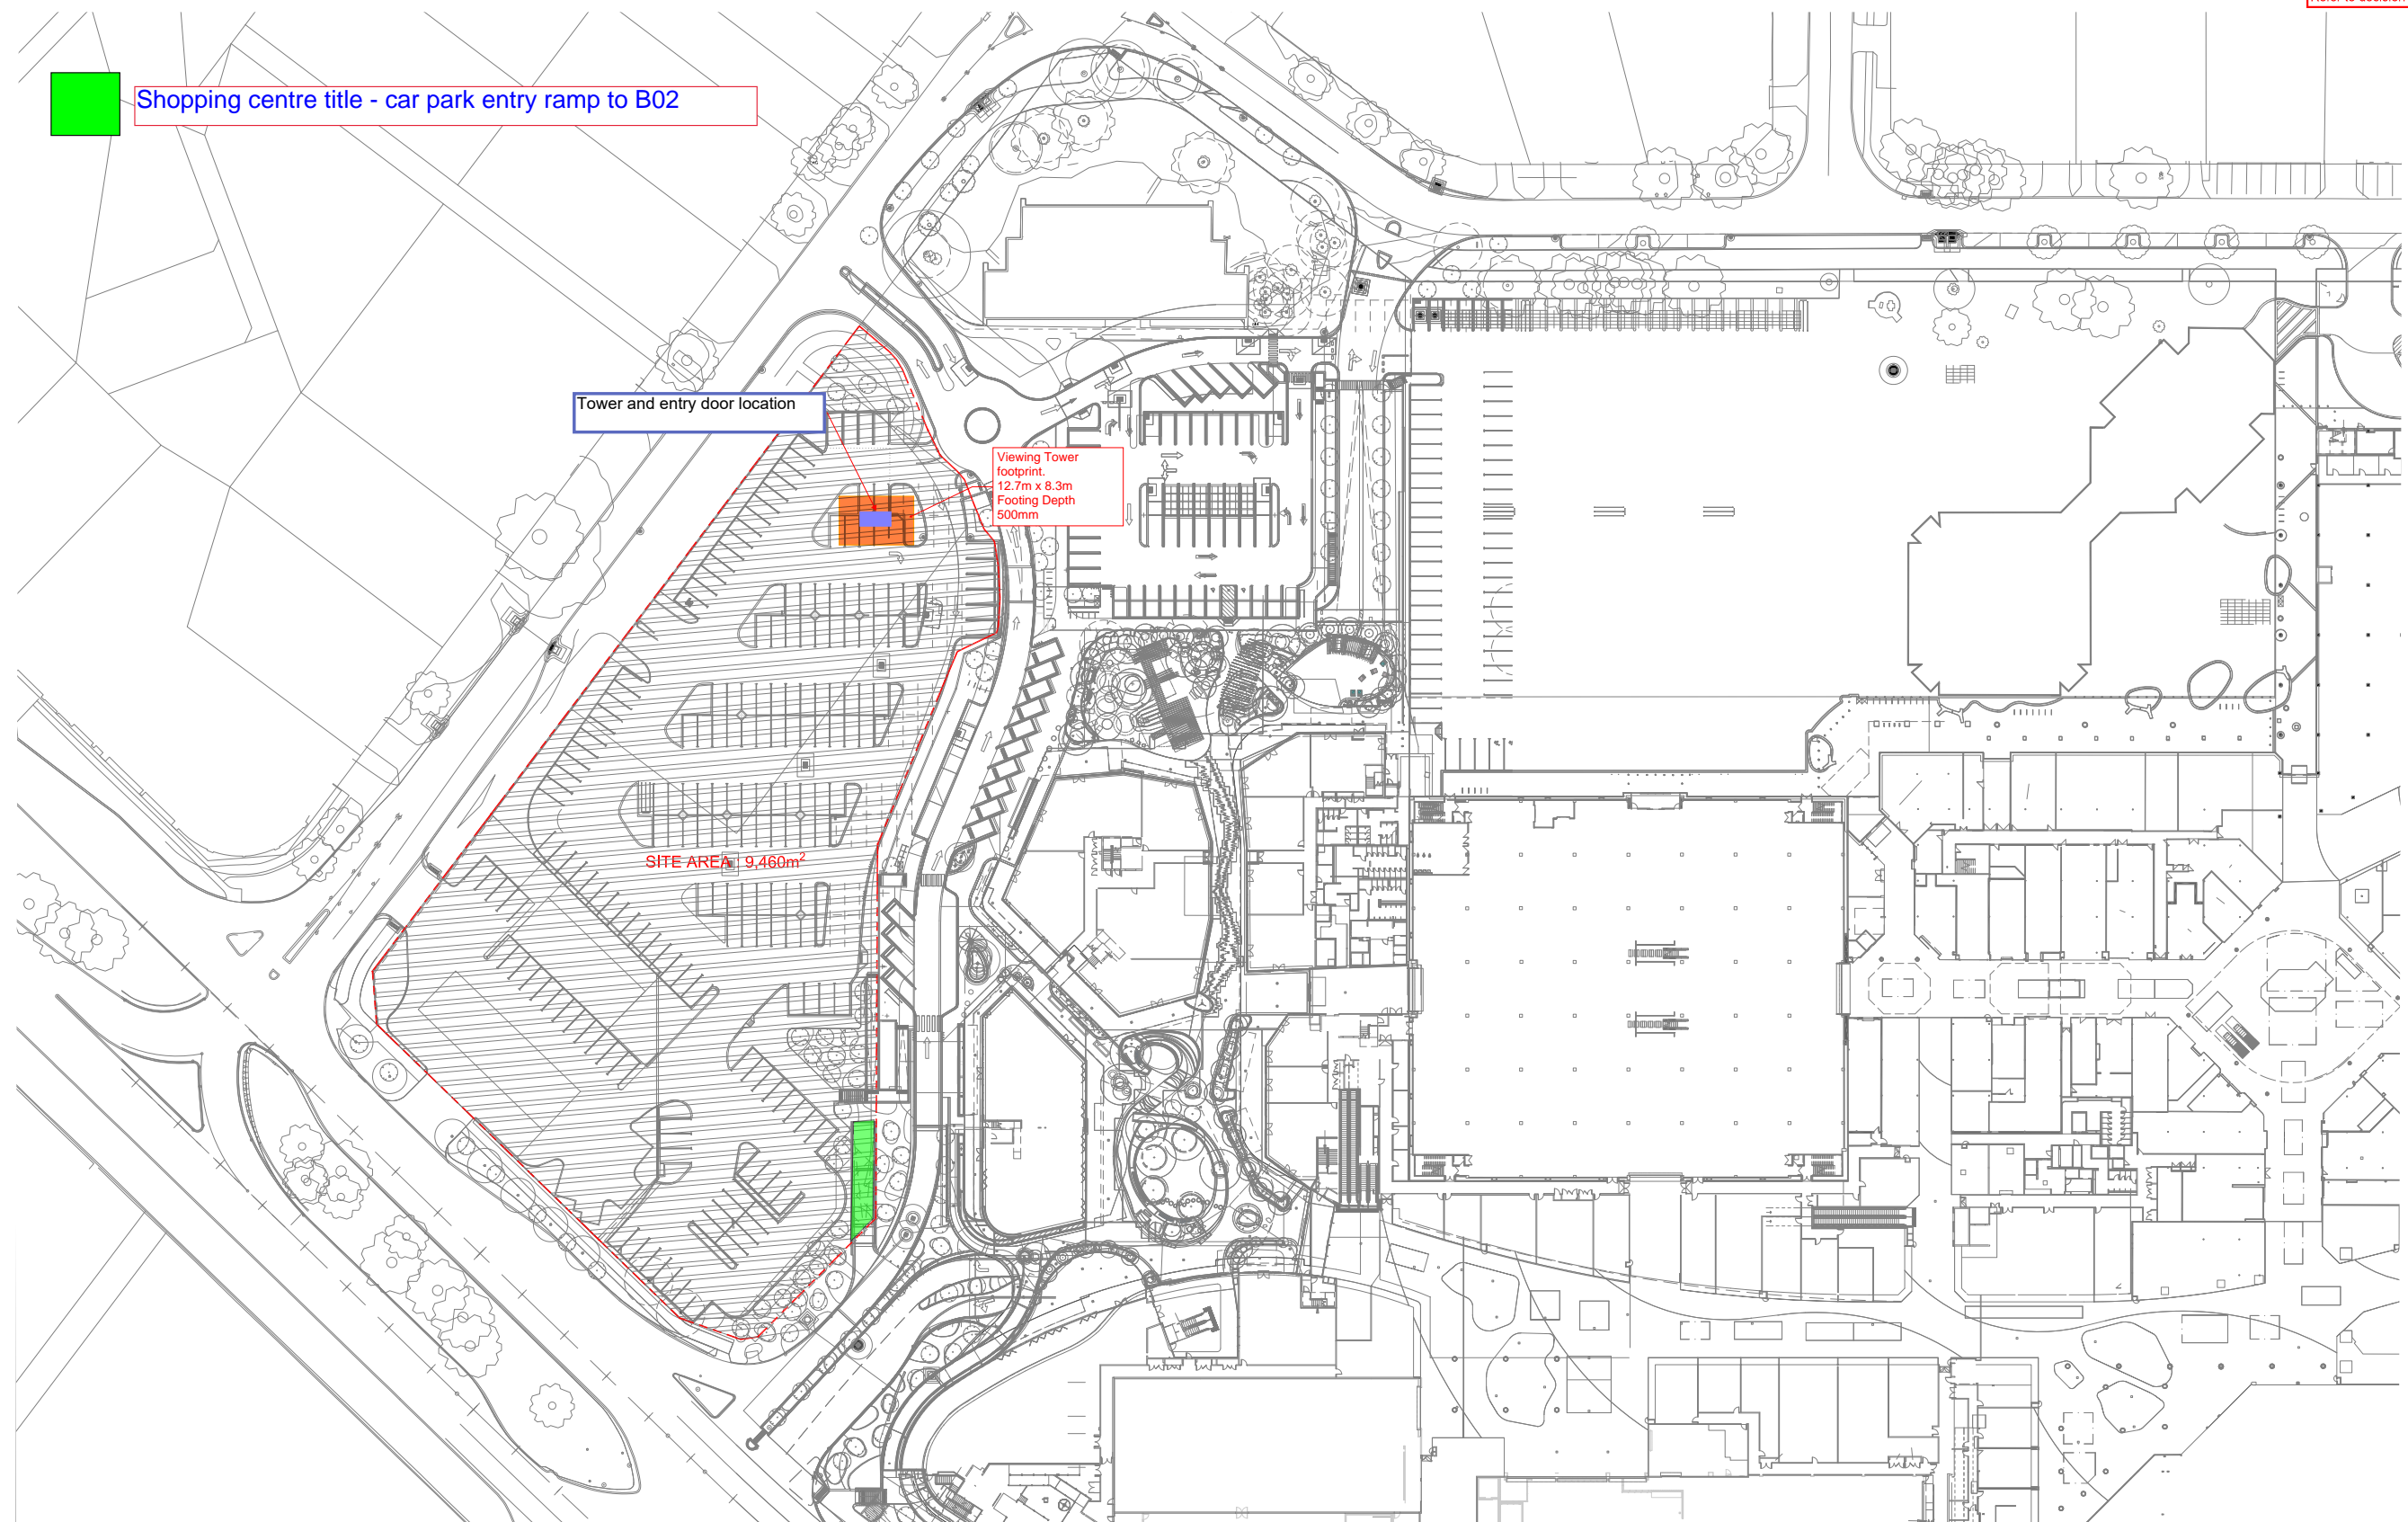 Shopping centre title - car park entry ramp to B02
Tower and entry door location
Viewing Tower
footprint.
12.7m x 8.3m
Footing Depth
500mm
SITE AREA : 9,460m²